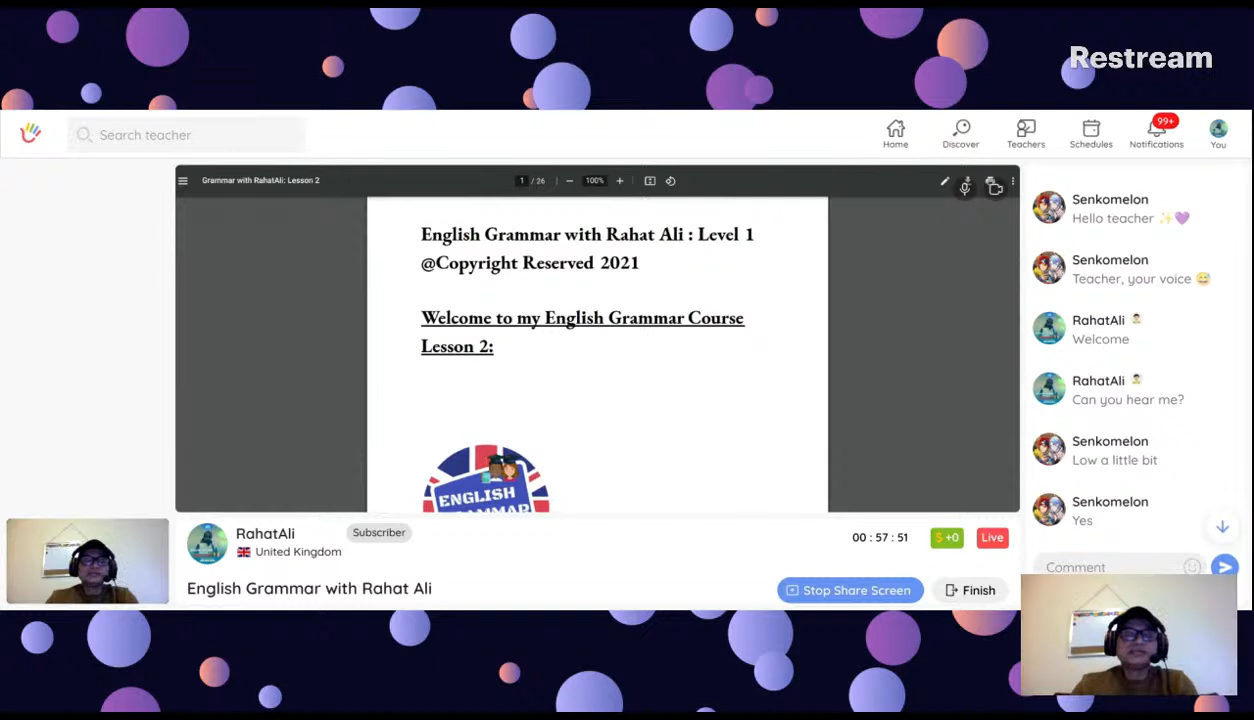 Restream
Search teacher
Home
Discover
Teachers
Schedules
99+
Notifications
You
Grammar with RahatAli: Lesson 2
1 / 26
100%
English Grammar with Rahat Ali : Level 1
@Copyright Reserved 2021
Welcome to my English Grammar Course
Lesson 2:
ENGLISH
GRAMMAR
Senkomelon
Hello teacher ✨💜
Senkomelon
Teacher, your voice 😅
RahatAli
Welcome
RahatAli
Can you hear me?
Senkomelon
Low a little bit
Senkomelon
Yes
Comment
RahatAli
Subscriber
United Kingdom
00 : 57 : 51
$ +0
Live
English Grammar with Rahat Ali
Stop Share Screen
Finish